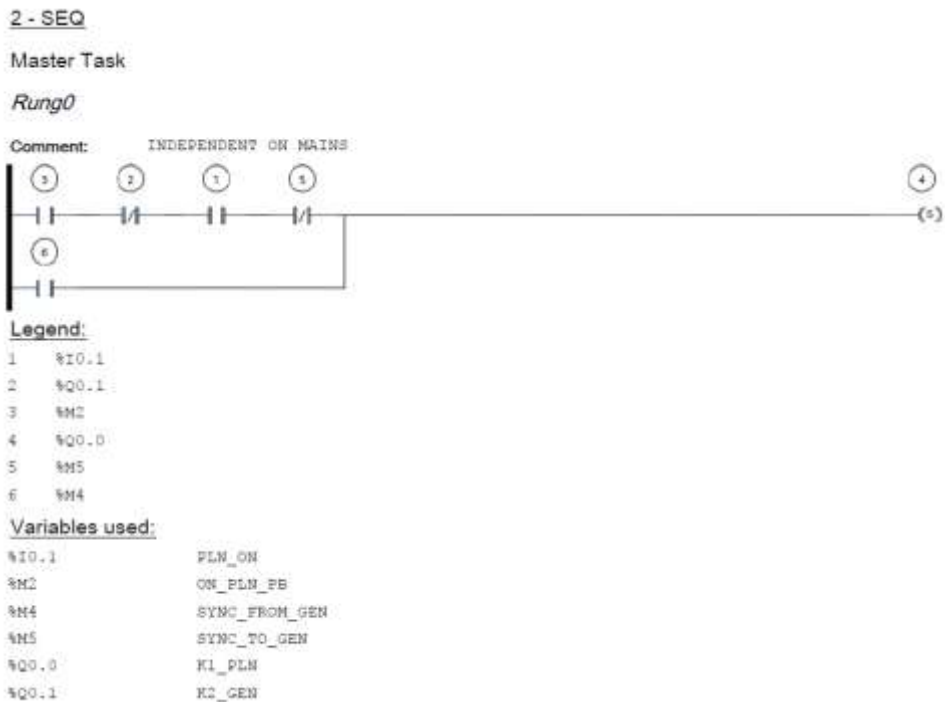 2 - SEQ
Master Task
Rung0
Comment: INDEPENDENT ON MAINS
3 2 1 5 4
(S)
6
Legend:
1 %I0.1
2 %Q0.1
3 %M2
4 %Q0.0
5 %M5
6 %M4
Variables used:
%I0.1 PLN_ON
%M2 ON_PLN_PB
%M4 SYNC_FROM_GEN
%M5 SYNC_TO_GEN
%Q0.0 K1_PLN
%Q0.1 K2_GEN